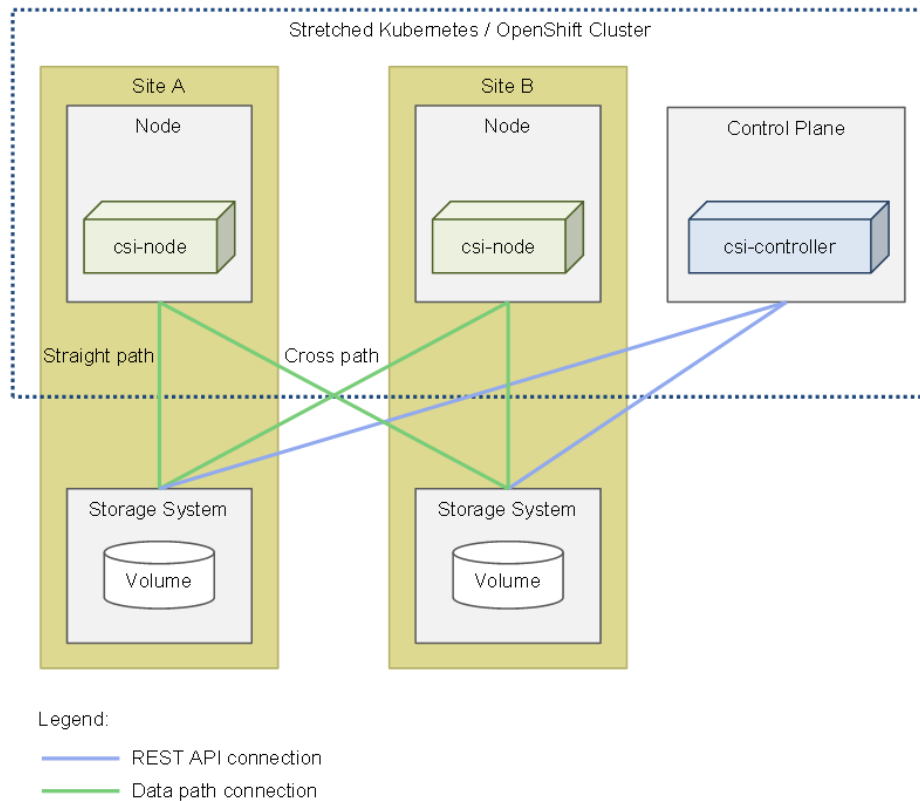 Stretched Kubernetes / OpenShift Cluster
Site A
Site B
Node
Node
Control Plane
csi-node
csi-node
csi-controller
Straight path
Cross path
Storage System
Storage System
Volume
Volume
Legend:
REST API connection
Data path connection